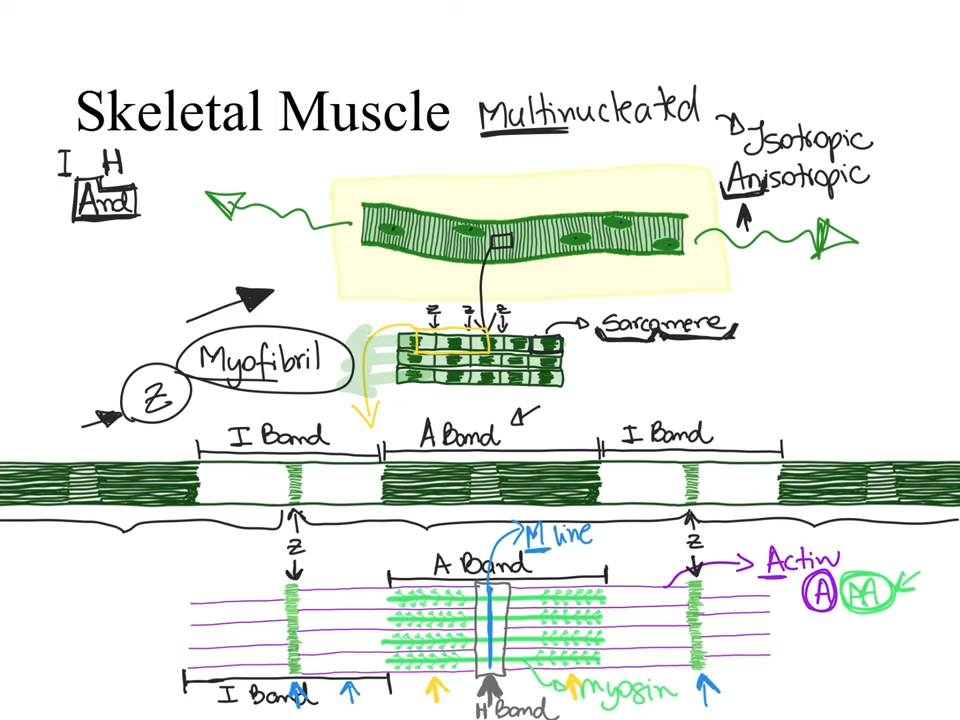 Skeletal Muscle Multinucleated
Isotropic
Anisotropic
I H
And
Z Z Z
Sarcomere
Myofibril
Z
I Band A Band I Band
Z Z
M line
A Band
Actin
A AA
I Band
myosin
H Band